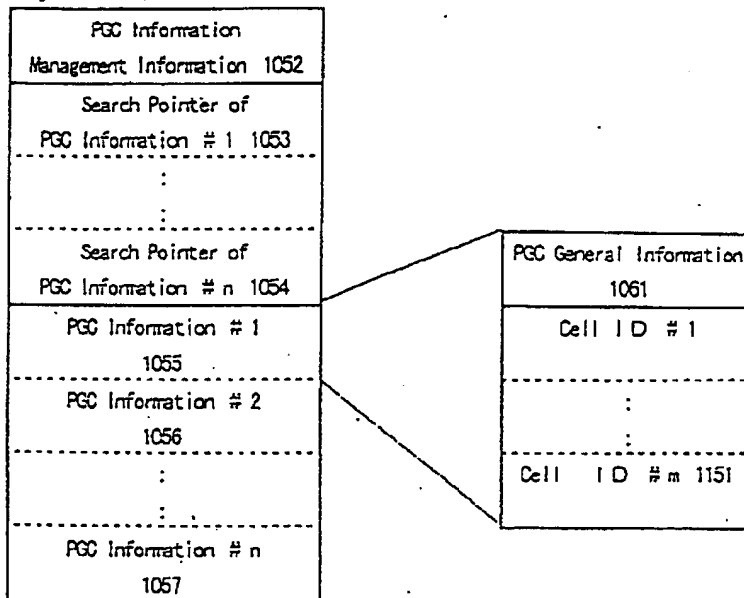 PGC Information
Management Information 1052
Search Pointer of
PGC Information # 1 1053
:
:
Search Pointer of
PGC Information # n 1054
PGC Information # 1
1055
PGC Information # 2
1056
:
:
PGC Information # n
1057
PGC General Information
1061
Cell ID # 1
:
:
Cell ID # m 1151